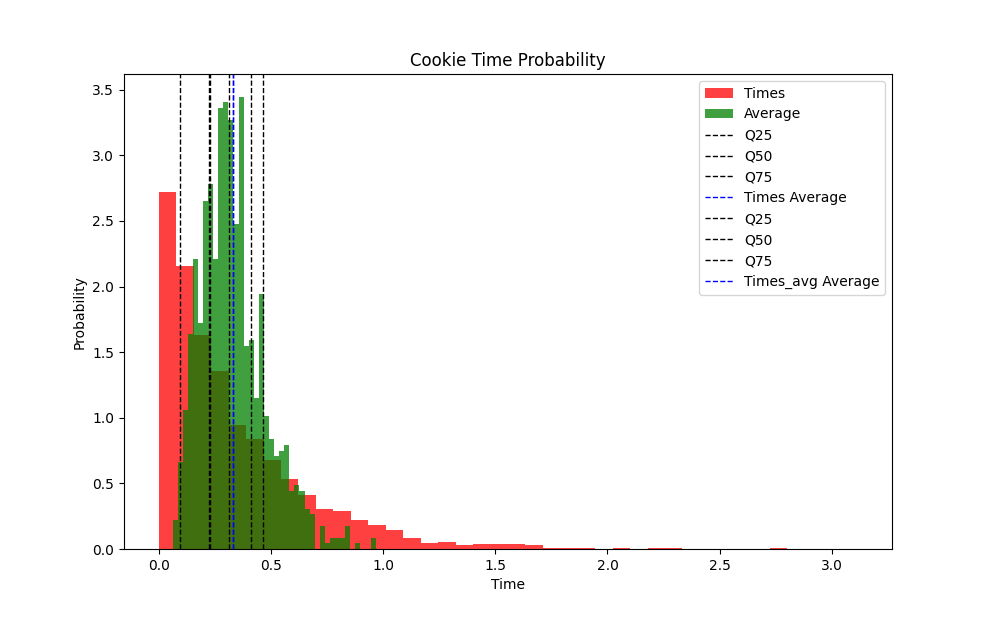 Cookie Time Probability
Times
Average
Q25
Q50
Q75
Times Average
Q25
Q50
Q75
Times_avg Average
Probability
3.5
3.0
2.5
2.0
1.5
1.0
0.5
0.0
0.0 0.5 1.0 1.5 2.0 2.5 3.0
Time